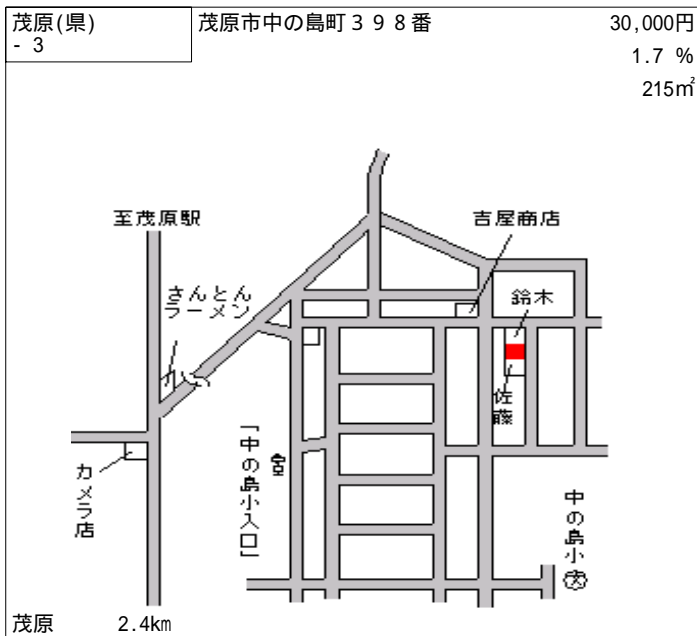 茂原(県)
- 3
茂原市中の島町３９８番
30,000円
1.7 %
215㎡
至茂原駅
吉屋商店
さんとん
ラーメン
鈴木
佐藤
「中の島小入口」
カメラ店
中の島小
文
茂原 2.4km